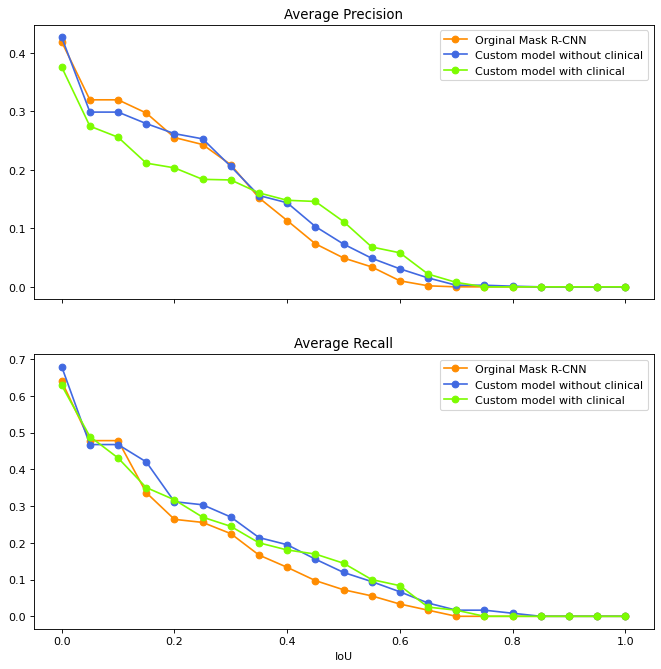 Average Precision
0.4
0.3
0.2
0.1
0.0
Orginal Mask R-CNN
Custom model without clinical
Custom model with clinical
Average Recall
0.7
0.6
0.5
0.4
0.3
0.2
0.1
0.0
Orginal Mask R-CNN
Custom model without clinical
Custom model with clinical
0.0 0.2 0.4 0.6 0.8 1.0
IoU